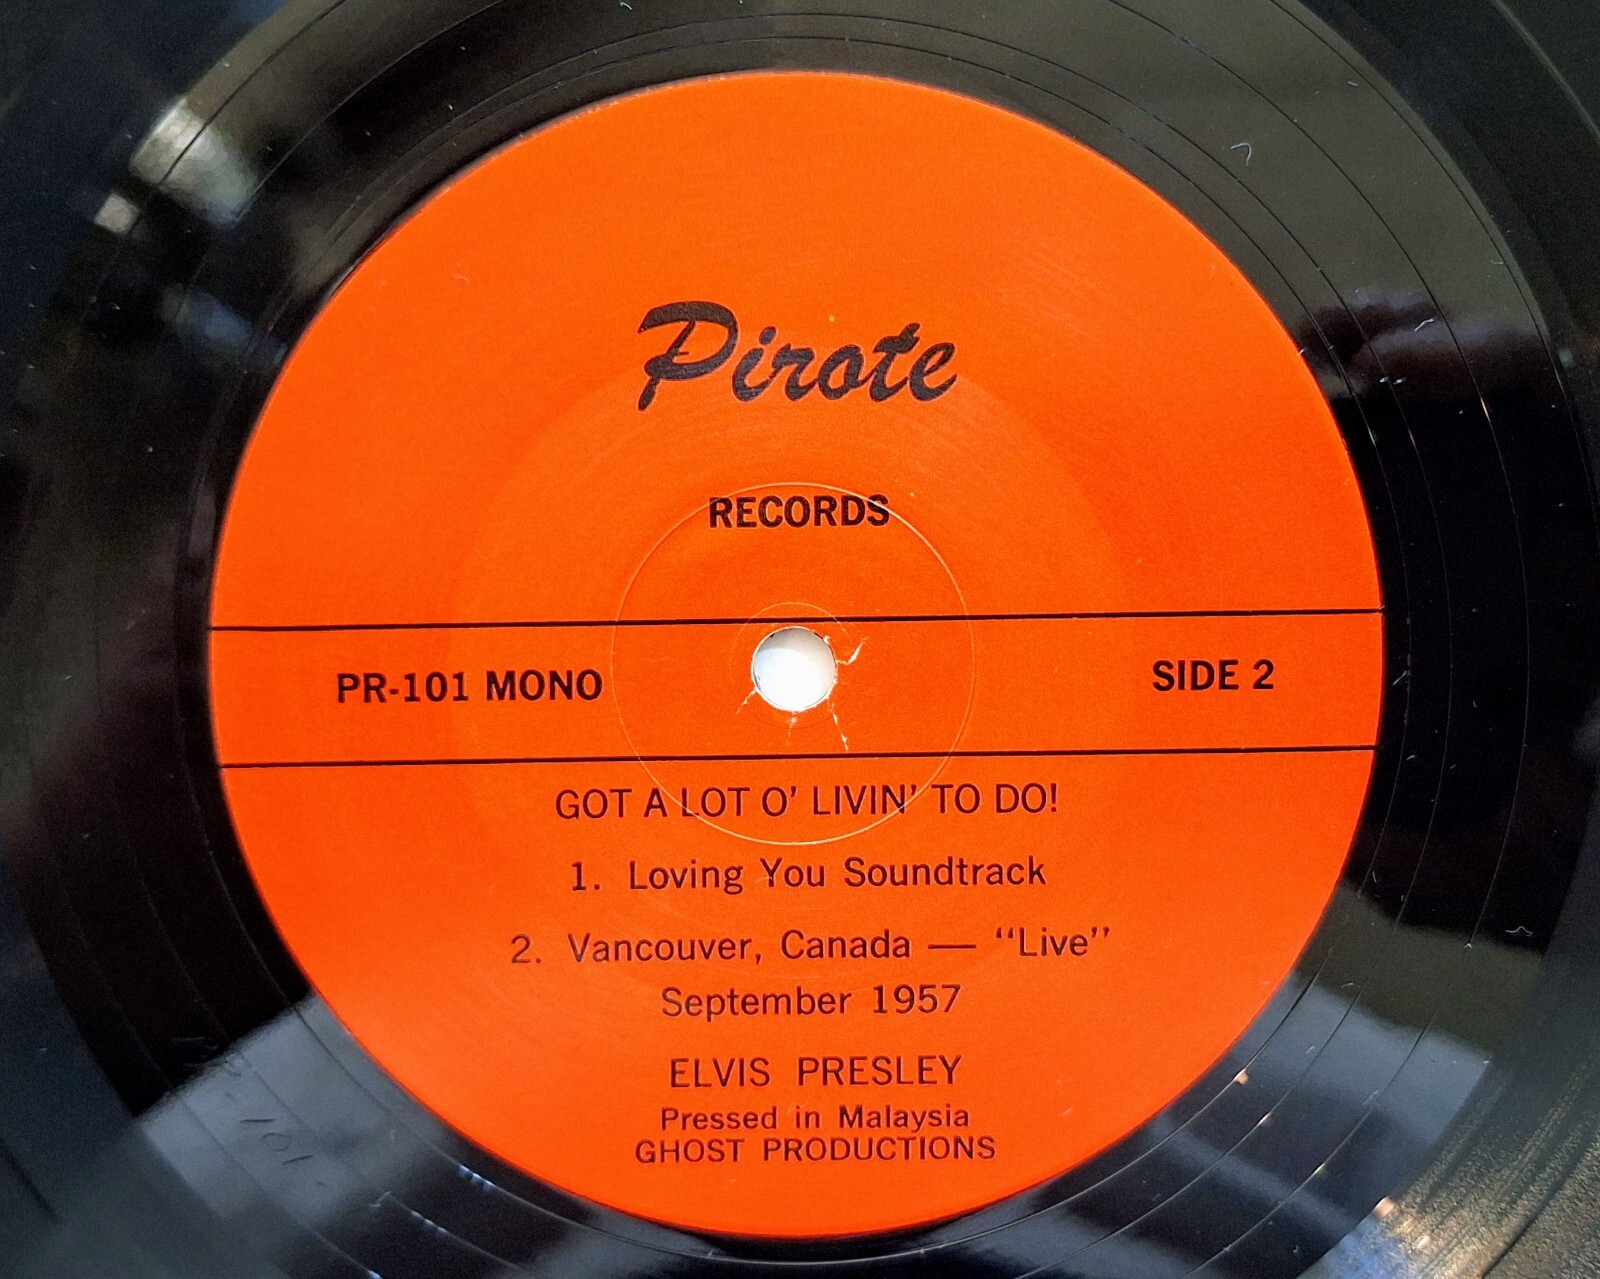 Pirote
RECORDS
PR-101 MONO
SIDE 2
GOT A LOT O' LIVIN' TO DO!
1. Loving You Soundtrack
2. Vancouver, Canada — “Live”
September 1957
ELVIS PRESLEY
Pressed in Malaysia
GHOST PRODUCTIONS
101